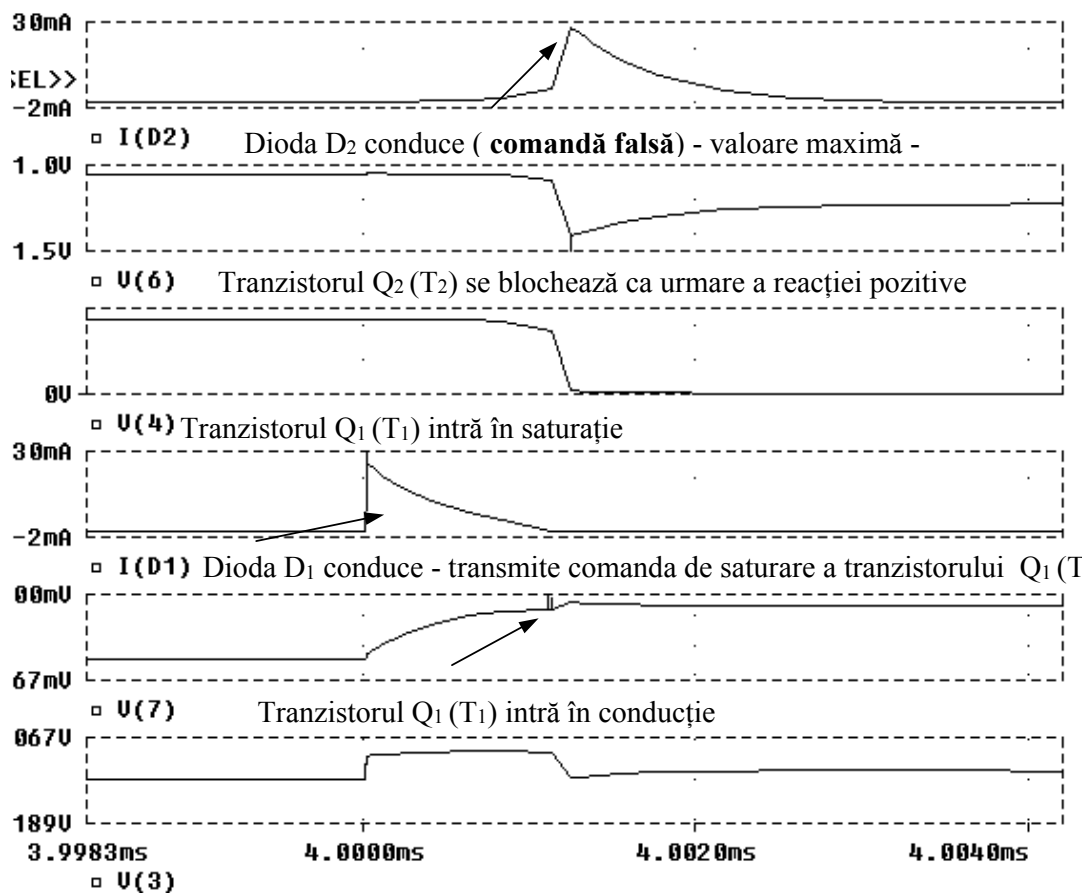 30mA
SEL>>
-2mA
I(D2) Dioda D2 conduce ( comandă falsă) - valoare maximă -
1.0V
1.5V
V(6) Tranzistorul Q2 (T2) se blochează ca urmare a reacției pozitive
0V
V(4) Tranzistorul Q1 (T1) intră în saturație
30mA
-2mA
I(D1) Dioda D1 conduce - transmite comanda de saturare a tranzistorului Q1 (T
00mV
67mV
V(7) Tranzistorul Q1 (T1) intră în conducție
067V
189V
3.9983ms 4.0000ms 4.0020ms 4.0040ms
V(3)